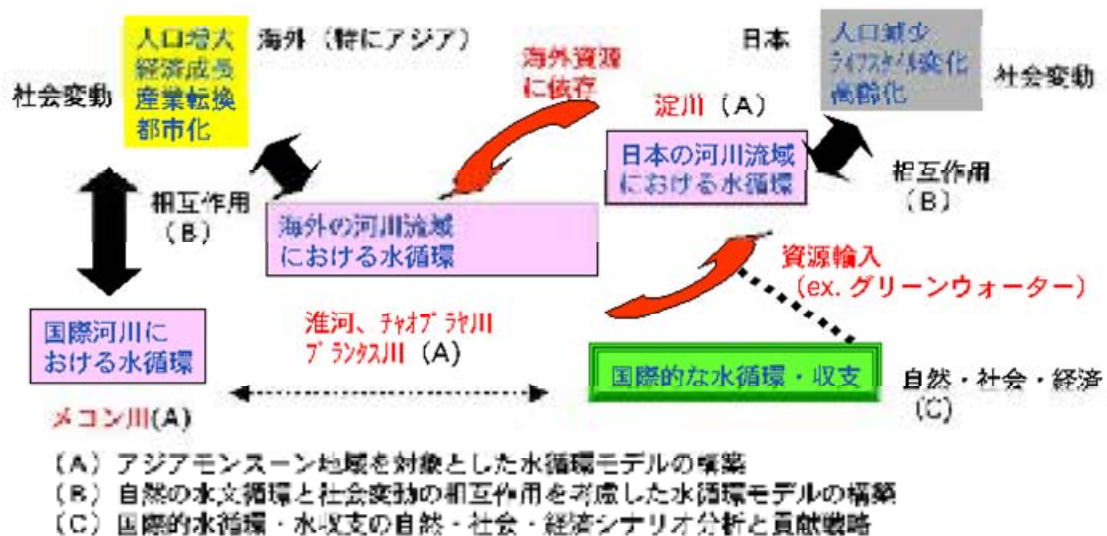 人口増大
経済成長
産業転換
都市化
海外（特にアジア）
社会変動
海外資源
に依存
日本
人口減少
ライフスタイル変化
高齢化
社会変動
淀川（A）
日本の河川流域
における水循環
相互作用
（B）
相互作用
（B）
海外の河川流域
における水循環
資源輸入
（ex. グリーンウォーター）
国際河川に
おける水循環
淮河、チャオプラヤ川
ブランタス川（A）
国際的な水循環・収支
自然・社会・経済
（C）
メコン川(A)
（A）アジアモンスーン地域を対象とした水循環モデルの構築
（B）自然の水文循環と社会変動の相互作用を考慮した水循環モデルの構築
（C）国際的水循環・水収支の自然・社会・経済シナリオ分析と貢献戦略